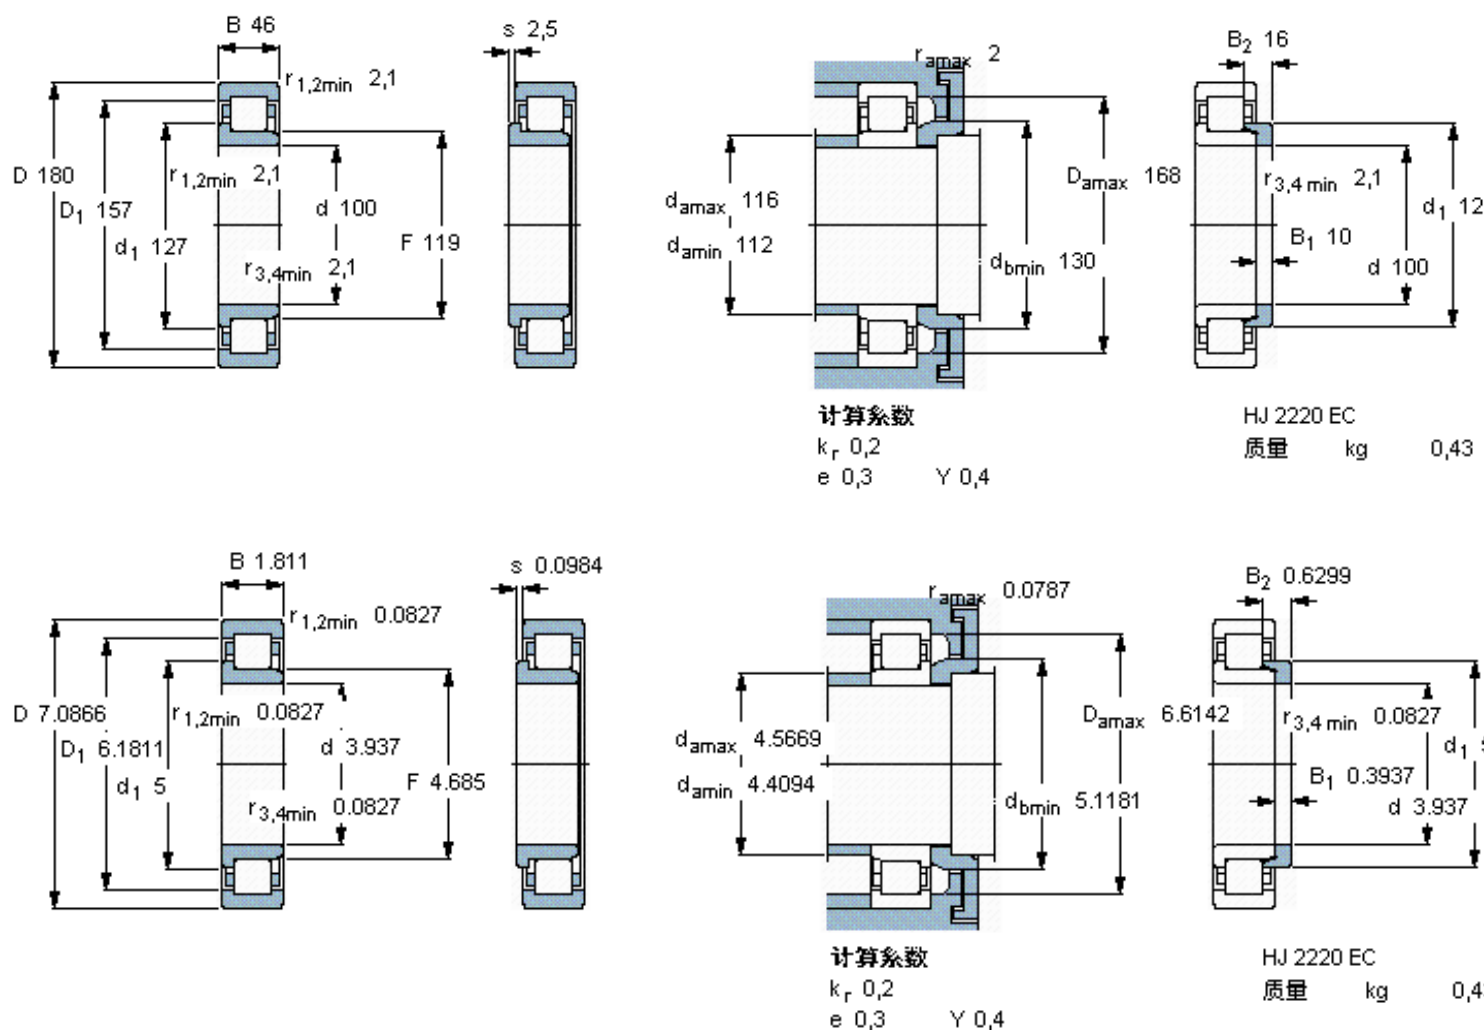 B 46
s 2,5
r1,2min 2,1
ramax 2
B2 16
D 180
r1,2min 2,1
D1 157
d 100
d1 127
F 119
r3,4min 2,1
damax 116
damin 112
Damax 168
dbmin 130
r3,4 min 2,1
d1 12
B1 10
d 100
计算系数
kr 0,2
e 0,3 Y 0,4
HJ 2220 EC
质量 kg 0,43
B 1.811
s 0.0984
r1,2min 0.0827
ramax 0.0787
B2 0.6299
D 7.0866
r1,2min 0.0827
D1 6.1811
d 3.937
d1 5
F 4.685
r3,4min 0.0827
damax 4.5669
damin 4.4094
Damax 6.6142
dbmin 5.1181
r3,4 min 0.0827
d1 5
B1 0.3937
d 3.937
计算系数
kr 0,2
e 0,3 Y 0,4
HJ 2220 EC
质量 kg 0,4